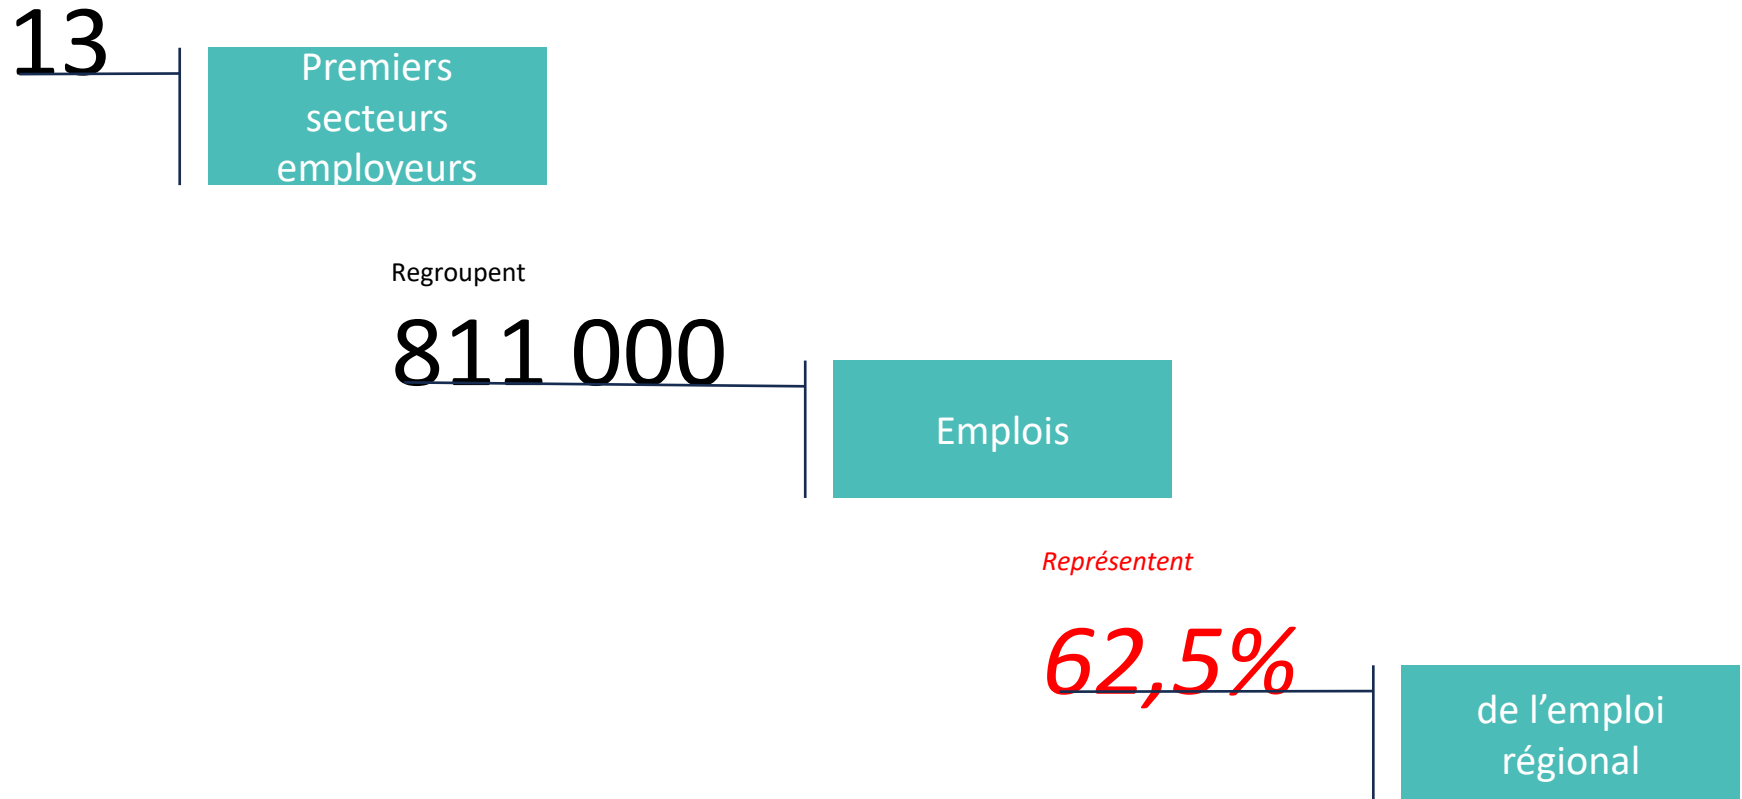 13
Premiers
secteurs
employeurs
Regroupent
811 000
Emplois
Représentent
62,5%
de l’emploi
régional